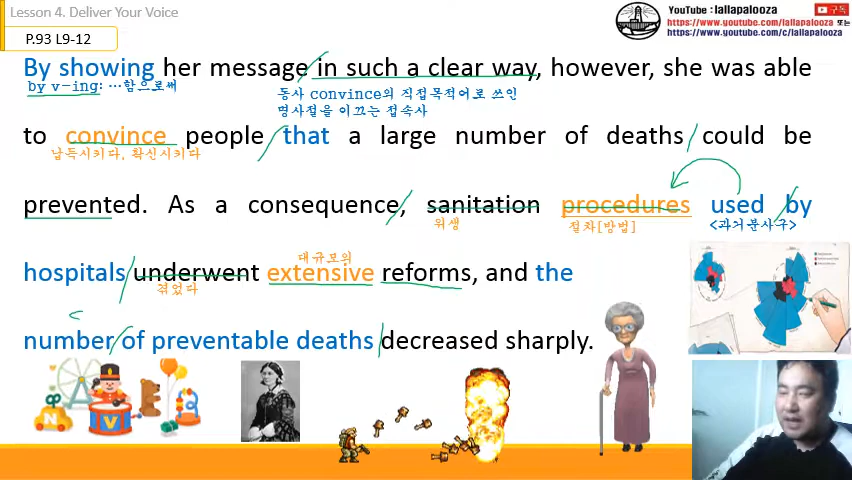 Lesson 4. Deliver Your Voice
YouTube : lallapalooza
구독
https://www.youtube.com/lallapalooza 또는
https://www.youtube.com/c/lallapalooza
P.93 L9-12
By showing her message in such a clear way, however, she was able
by v-ing: …함으로써
동사 convince의 직접목적어로 쓰인
명사절을 이끄는 접속사
to convince people that a large number of deaths could be
납득시키다, 확신시키다
prevented. As a consequence, sanitation procedures used by
위생 절차[방법] <과거분사구>
대규모의
hospitals underwent extensive reforms, and the
겪었다
number of preventable deaths decreased sharply.
N V